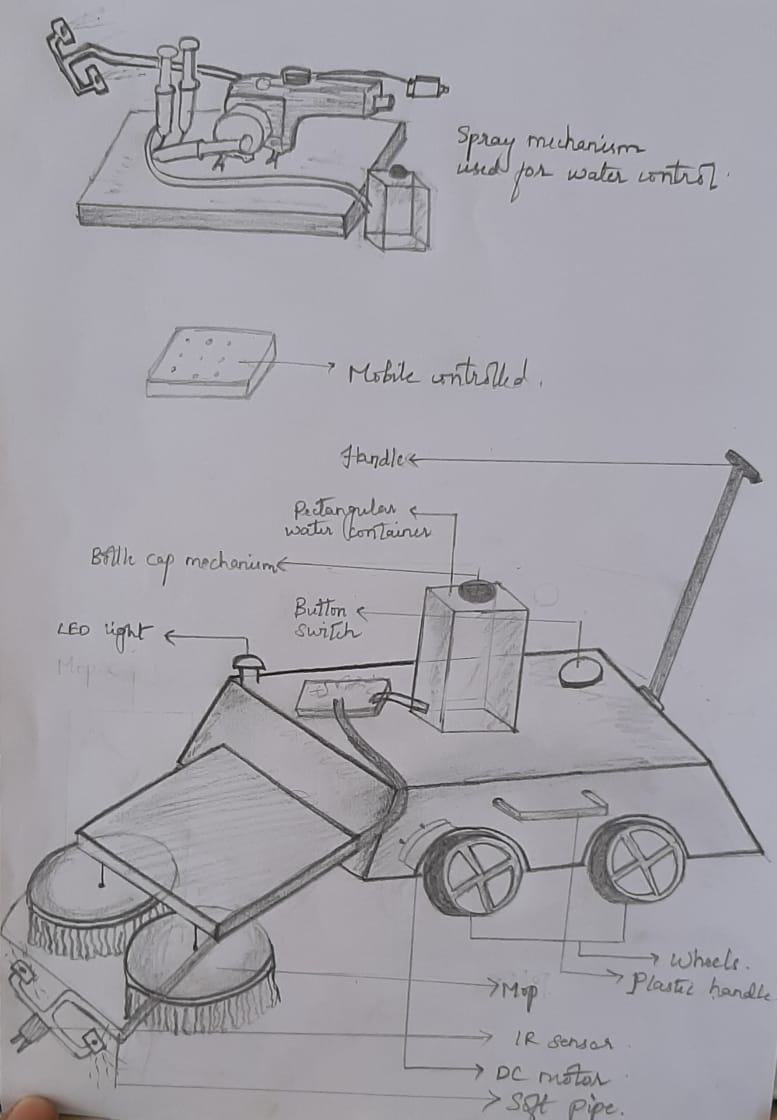 Spray mechanism
used for water control.
Mobile controlled.
Handle
Rectangular
water container
Bottle cap mechanism
Button
switch
LED light
Wheels.
Plastic handle
Mop
IR sensor
DC motor
Soft pipe.